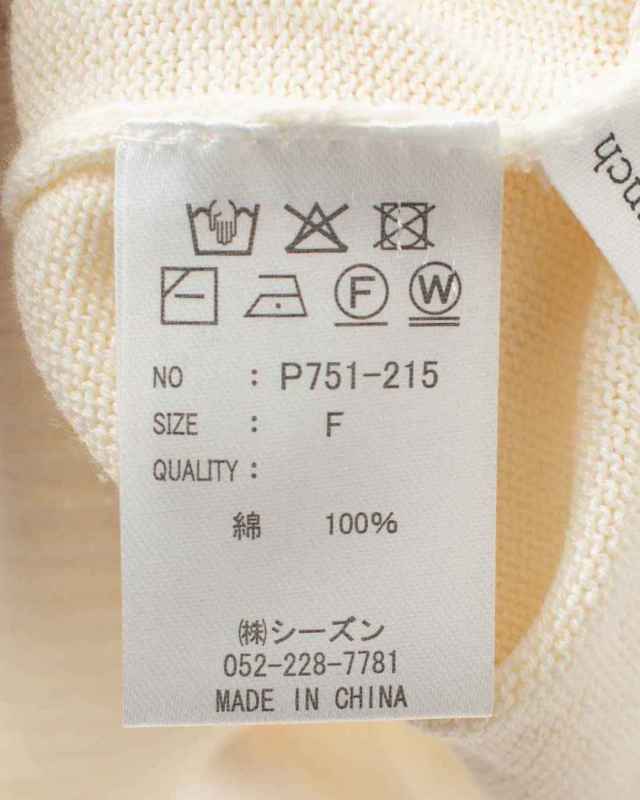 F W
NO : P751-215
SIZE : F
QUALITY :
綿 100%
㈱シーズン
052-228-7781
MADE IN CHINA